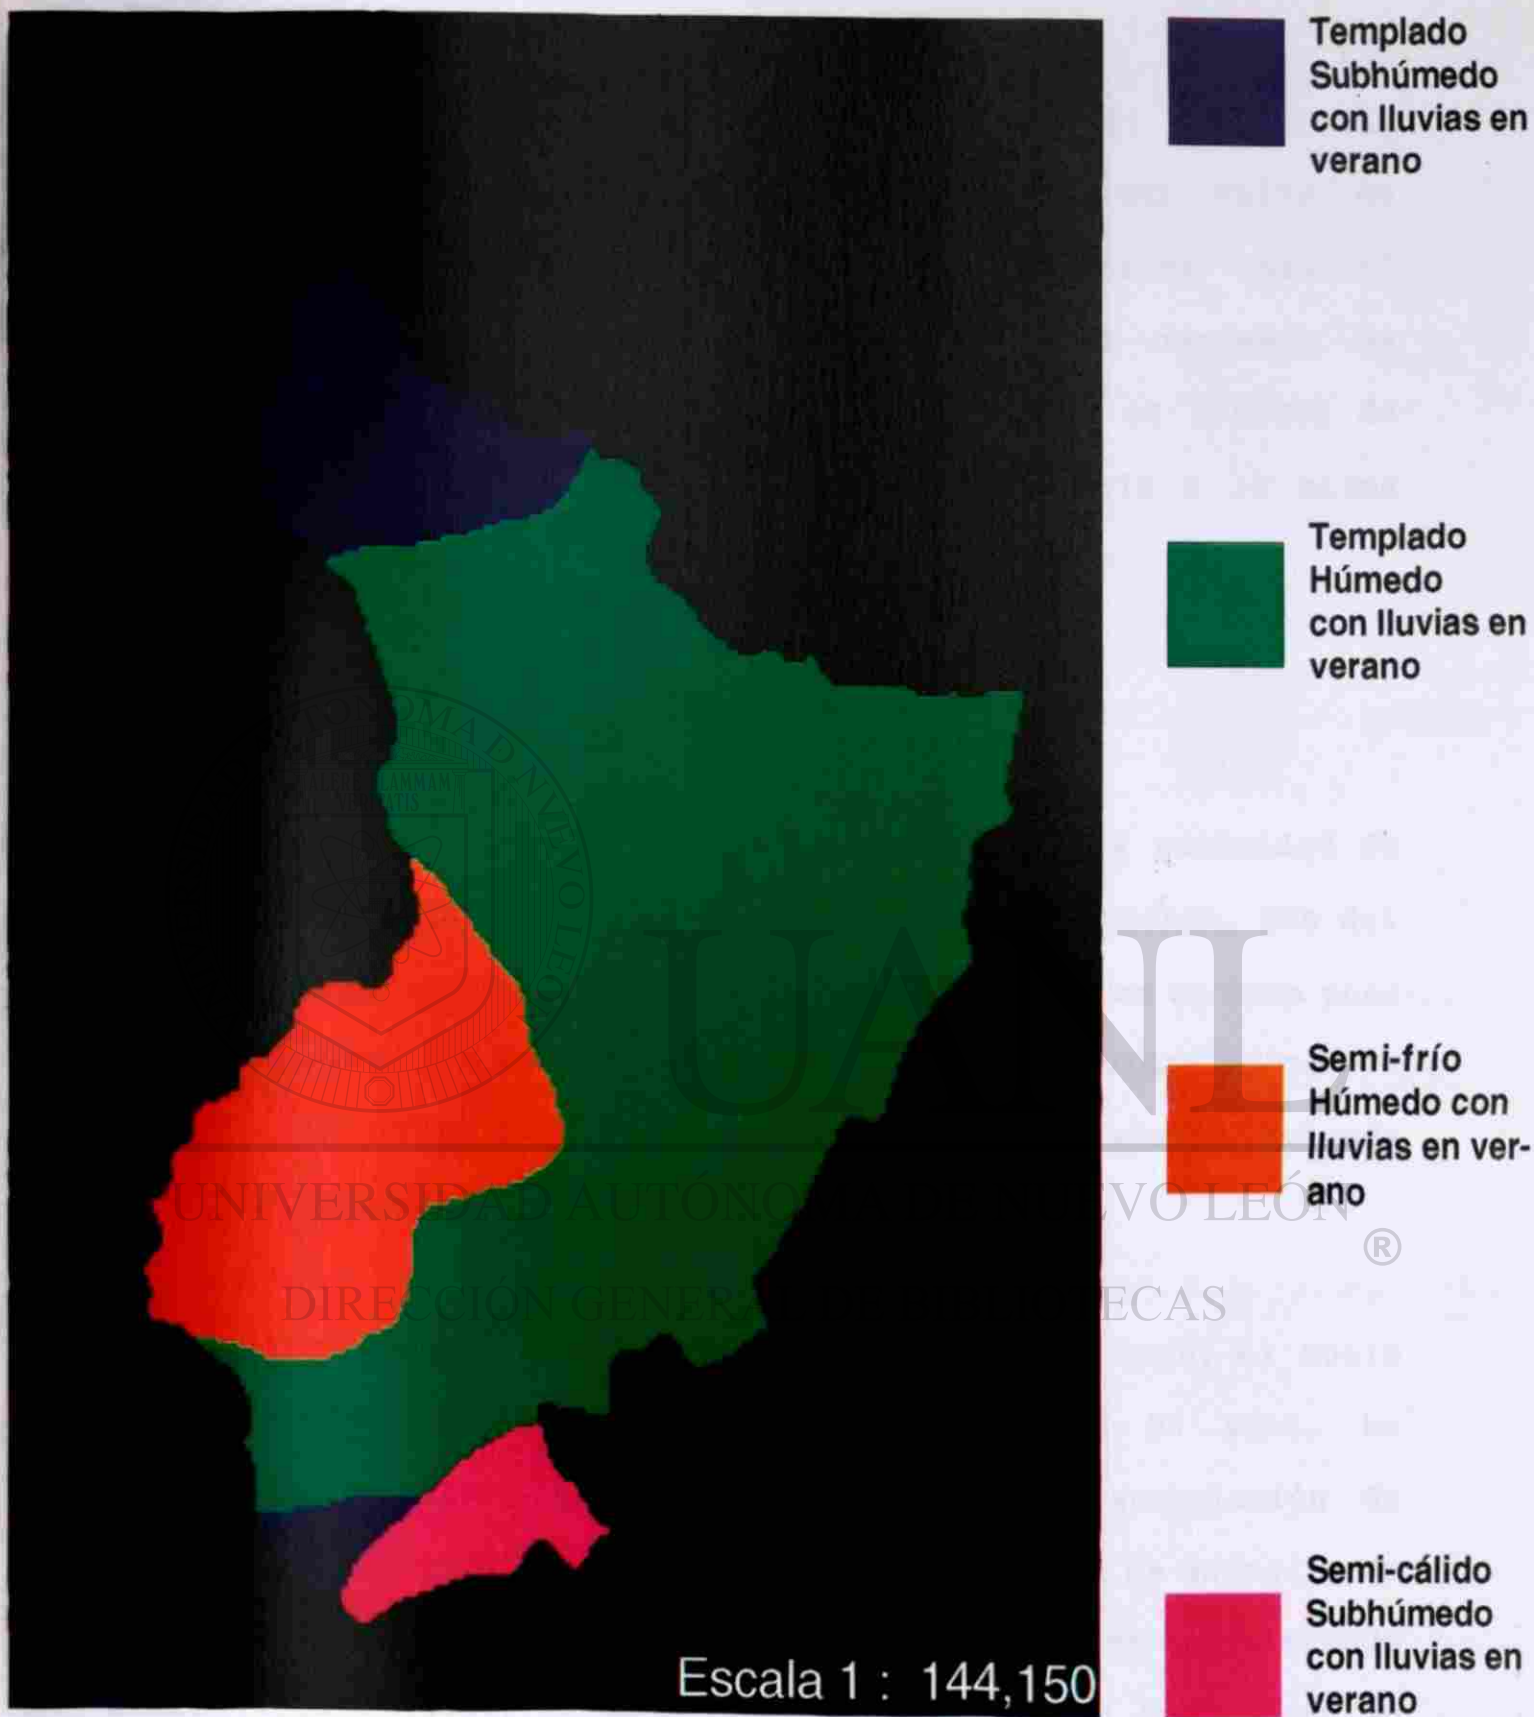 Templado
Subhúmedo
con lluvias en
verano
Templado
Húmedo
con lluvias en
verano
Semi-frío
Húmedo con
lluvias en ver-
ano
Semi-cálido
Subhúmedo
con lluvias en
verano
Escala 1 : 144,150
UANL
UNIVERSIDAD AUTÓNOMA DE NUEVO LEÓN
®
DIRECCIÓN GENERAL DE BIBLIOTECAS